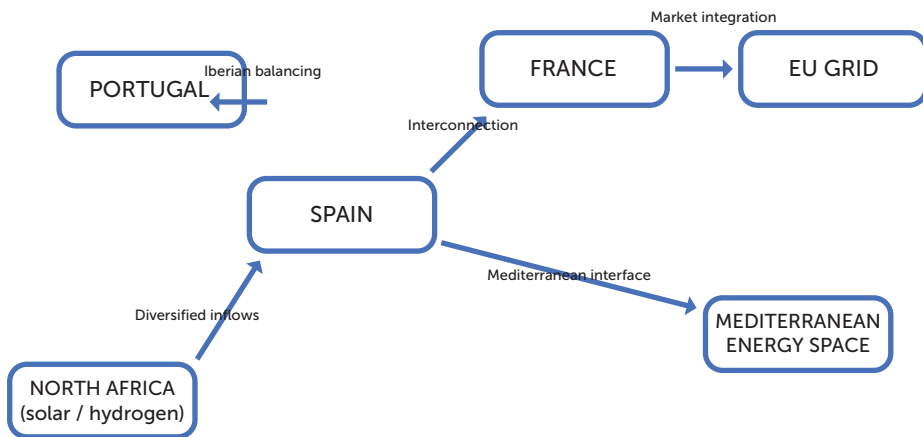 Market integration
FRANCE
EU GRID
Iberian balancing
PORTUGAL
Interconnection
SPAIN
Mediterranean interface
Diversified inflows
MEDITERRANEAN
ENERGY SPACE
NORTH AFRICA
(solar / hydrogen)